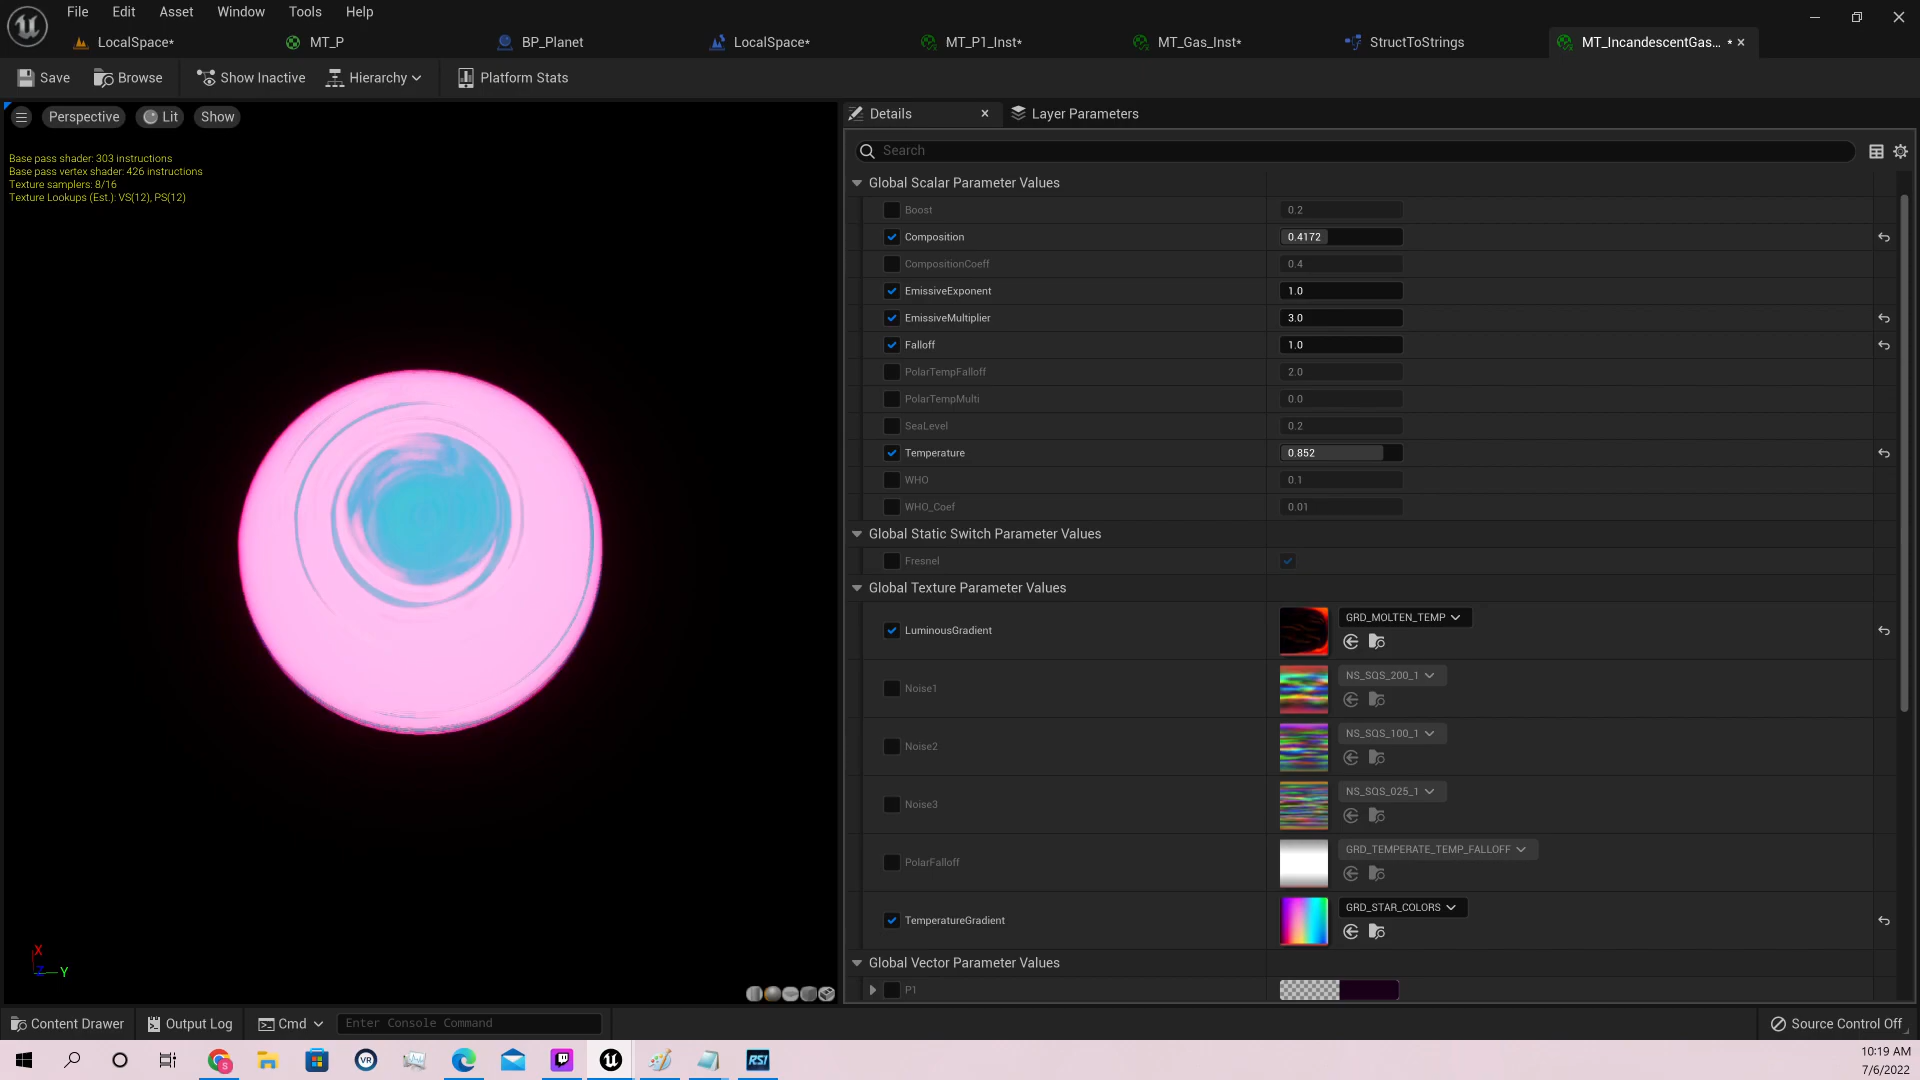 File Edit Asset Window Tools Help
LocalSpace* MT_P BP_Planet LocalSpace* MT_P1_Inst* MT_Gas_Inst* StructToStrings MT_IncandescentGas... *
Save Browse Show Inactive Hierarchy Platform Stats
Perspective Lit Show
Base pass shader: 303 instructions
Base pass vertex shader: 426 instructions
Texture samplers: 8/16
Texture Lookups (Est.): VS(12), PS(12)
X
Z Y
Details Layer Parameters
Search
Global Scalar Parameter Values
Boost 0.2
Composition 0.4172
CompositionCoeff 0.4
EmissiveExponent 1.0
EmissiveMultiplier 3.0
Falloff 1.0
PolarTempFalloff 2.0
PolarTempMulti 0.0
SeaLevel 0.2
Temperature 0.852
WHO 0.1
WHO_Coef 0.01
Global Static Switch Parameter Values
Fresnel
Global Texture Parameter Values
LuminousGradient GRD_MOLTEN_TEMP
Noise1 NS_SQS_200_1
Noise2 NS_SQS_100_1
Noise3 NS_SQS_025_1
PolarFalloff GRD_TEMPERATE_TEMP_FALLOFF
TemperatureGradient GRD_STAR_COLORS
Global Vector Parameter Values
P1
Content Drawer Output Log Cmd Enter Console Command Source Control Off
VR RSI
10:19 AM
7/6/2022